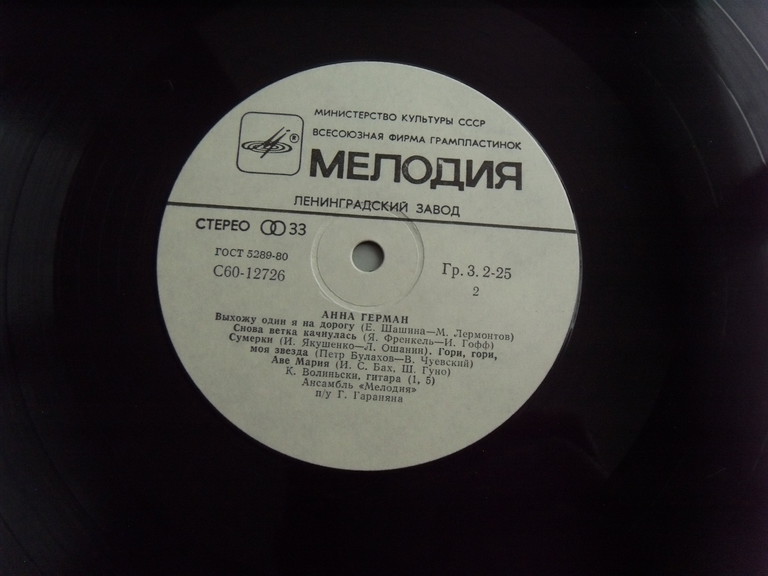 МИНИСТЕРСТВО КУЛЬТУРЫ СССР
ВСЕСОЮЗНАЯ ФИРМА ГРАМПЛАСТИНОК
®
МЕЛОДИЯ
ЛЕНИНГРАДСКИЙ ЗАВОД
СТЕРЕО 33
ГОСТ 5289-80
С60-12726
Гр. 3. 2-25
2
АННА ГЕРМАН
Выхожу один я на дорогу (Е. Шашина—М. Лермонтов)
Снова ветка качнулась (Я. Френкель—И. Гофф)
Сумерки (И. Якушенко—Л. Ошанин). Гори, гори,
моя звезда (Петр Булахов—В. Чуевский)
Аве Мария (И. С. Бах, Ш. Гуно)
К. Волиньски, гитара (1, 5)
Ансамбль «Мелодия»
п/у Г. Гараняна